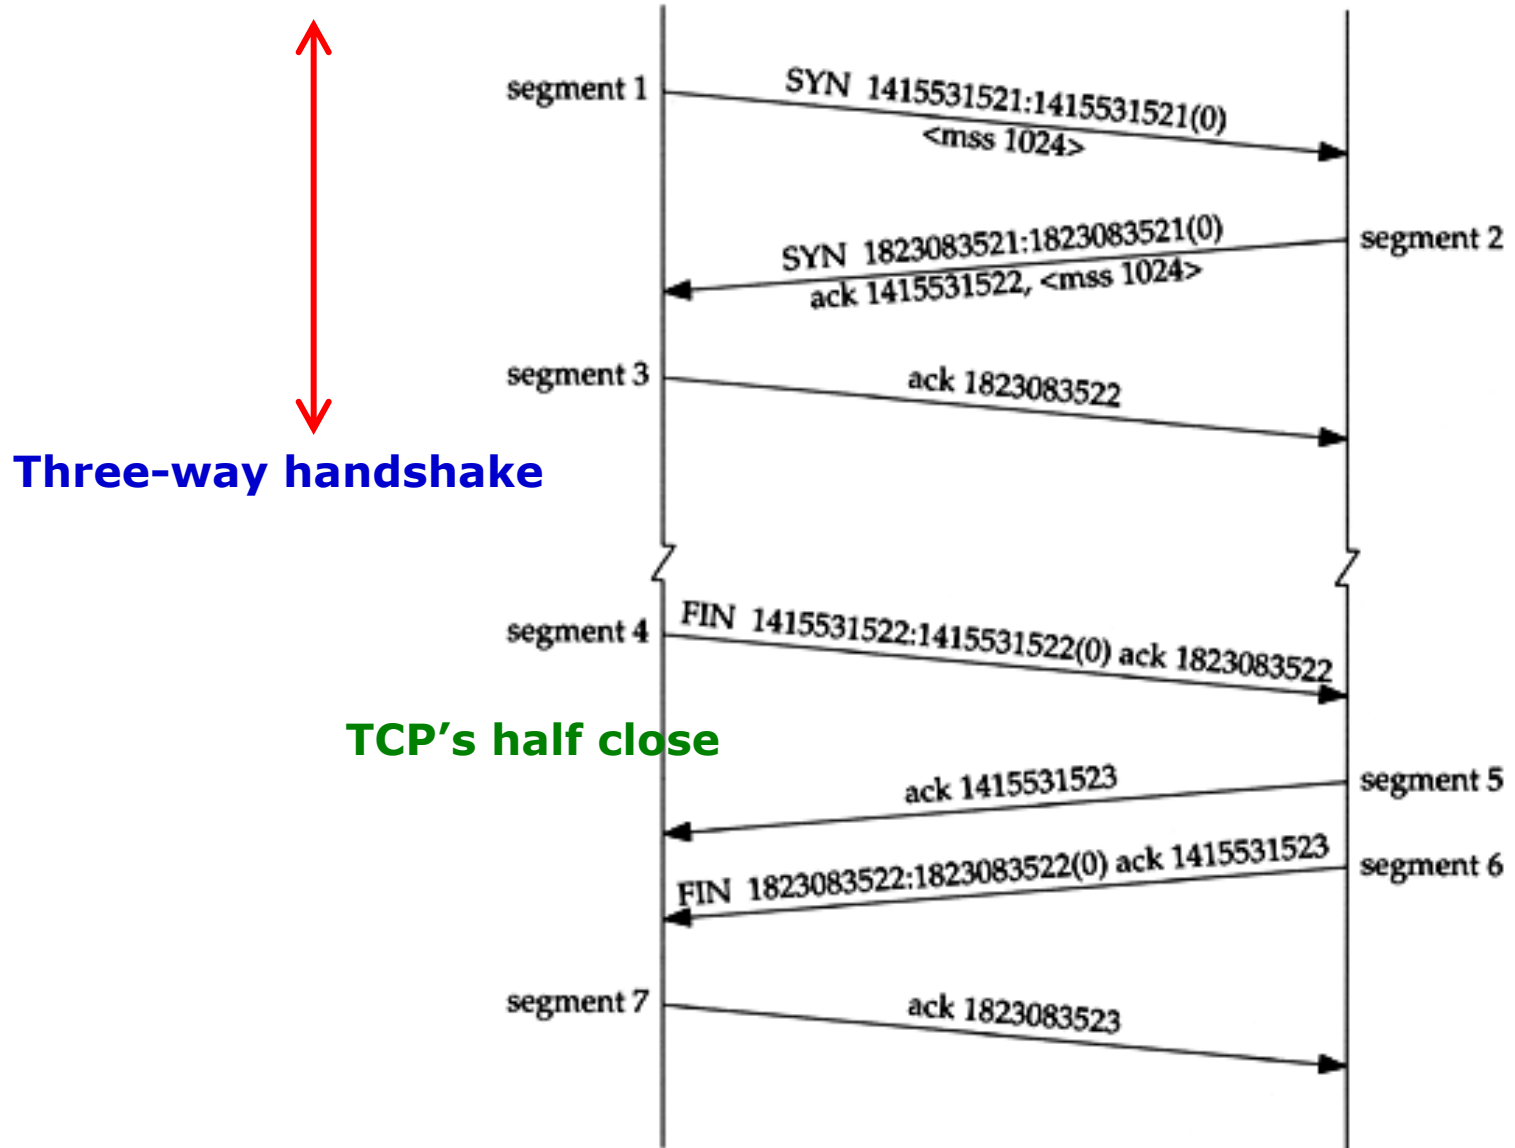 segment 1
SYN 1415531521:1415531521(0)
<mss 1024>
SYN 1823083521:1823083521(0)
segment 2
ack 1415531522, <mss 1024>
segment 3
ack 1823083522
Three-way handshake
segment 4
FIN 1415531522:1415531522(0) ack 1823083522
TCP’s half close
ack 1415531523
segment 5
FIN 1823083522:1823083522(0) ack 1415531523
segment 6
segment 7
ack 1823083523